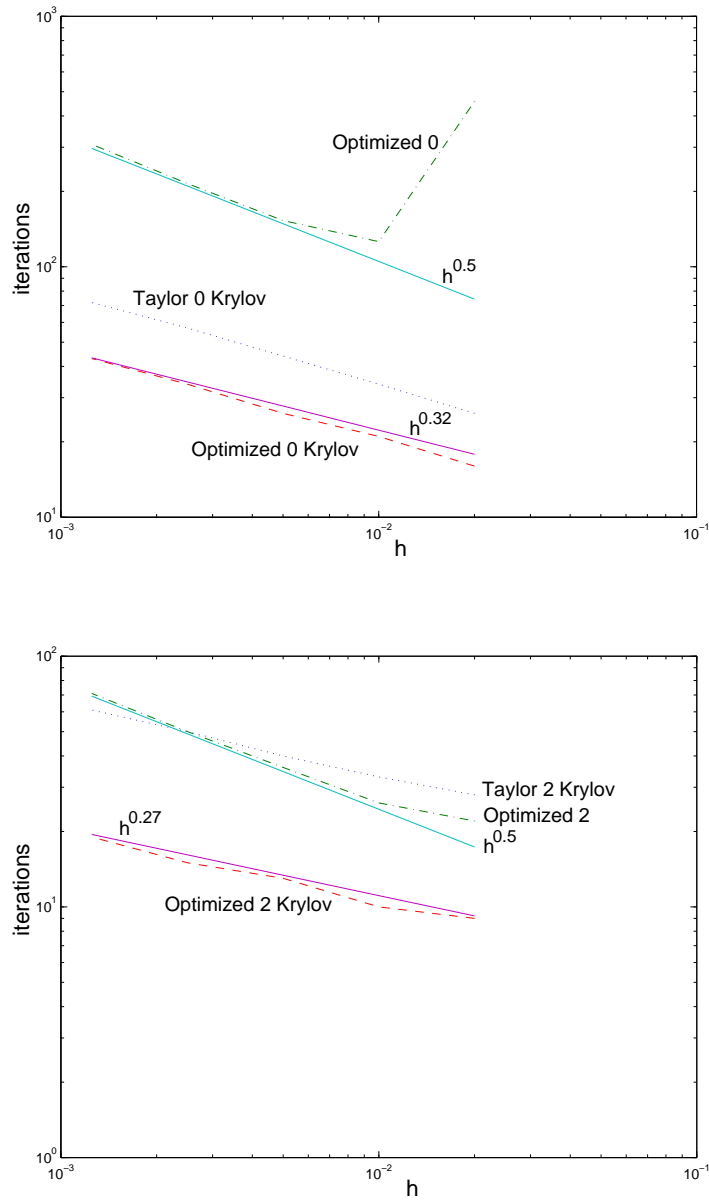 10^3
Optimized 0
10^2
h^0.5
iterations
Taylor 0 Krylov
h^0.32
Optimized 0 Krylov
10^1
10^−3
10^−2
10^−1
h
10^2
Taylor 2 Krylov
Optimized 2
h^0.5
h^0.27
iterations
10^1
Optimized 2 Krylov
10^0
10^−3
10^−2
10^−1
h